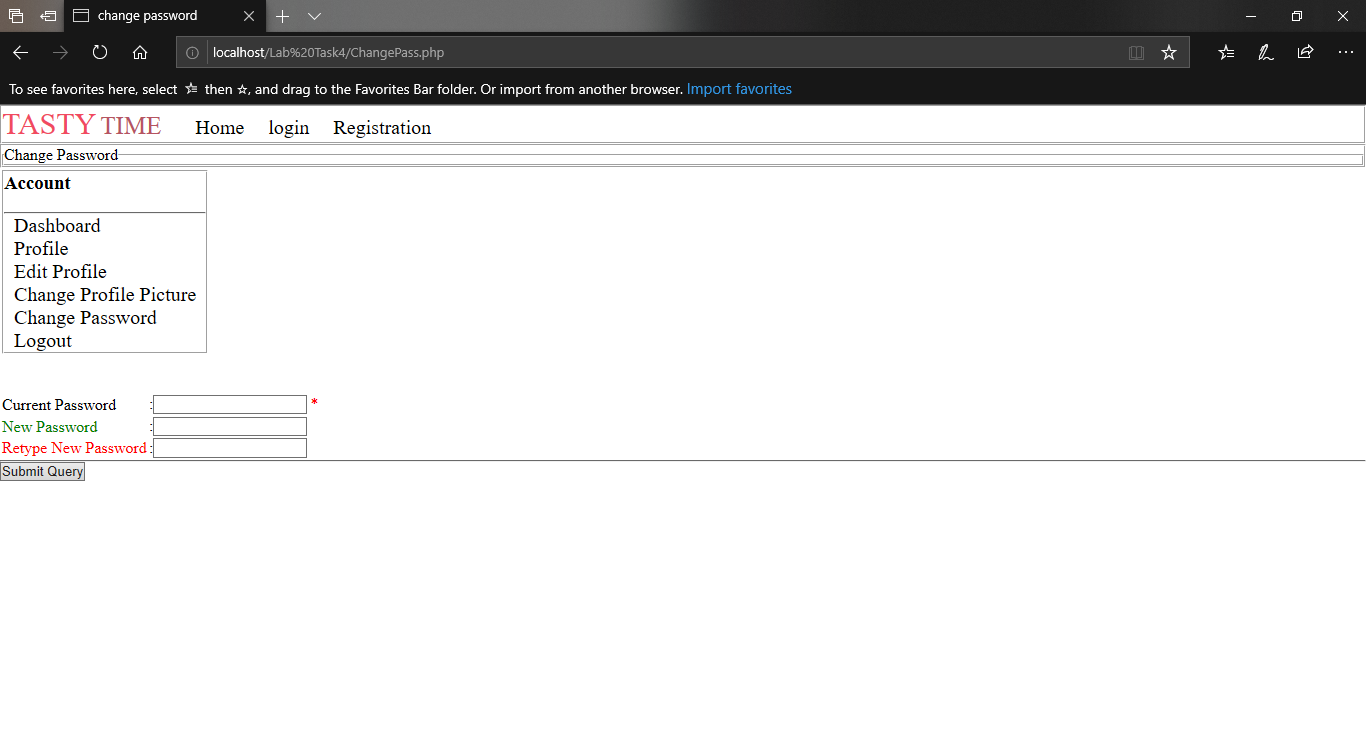 change password
localhost/Lab%20Task4/ChangePass.php
To see favorites here, select then , and drag to the Favorites Bar folder. Or import from another browser. Import favorites
TASTY TIME Home login Registration
Change Password
Account
Dashboard
Profile
Edit Profile
Change Profile Picture
Change Password
Logout
Current Password : *
New Password :
Retype New Password :
Submit Query